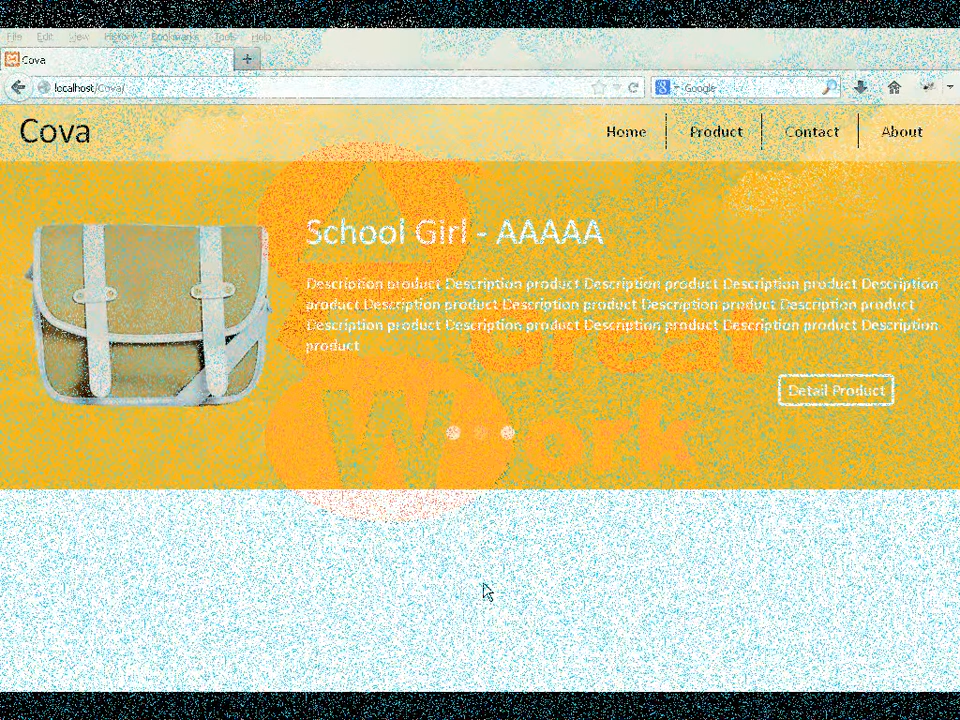 File Edit View History Bookmarks Tools Help
Cova
localhost/Cova/
Google
Cova
Home Product Contact About
School Girl - AAAAA
Description product Description product Description product Description product Description
product Description product Description product Description product Description product
Description product Description product Description product Description product Description
product
Great
Detail Product
Work